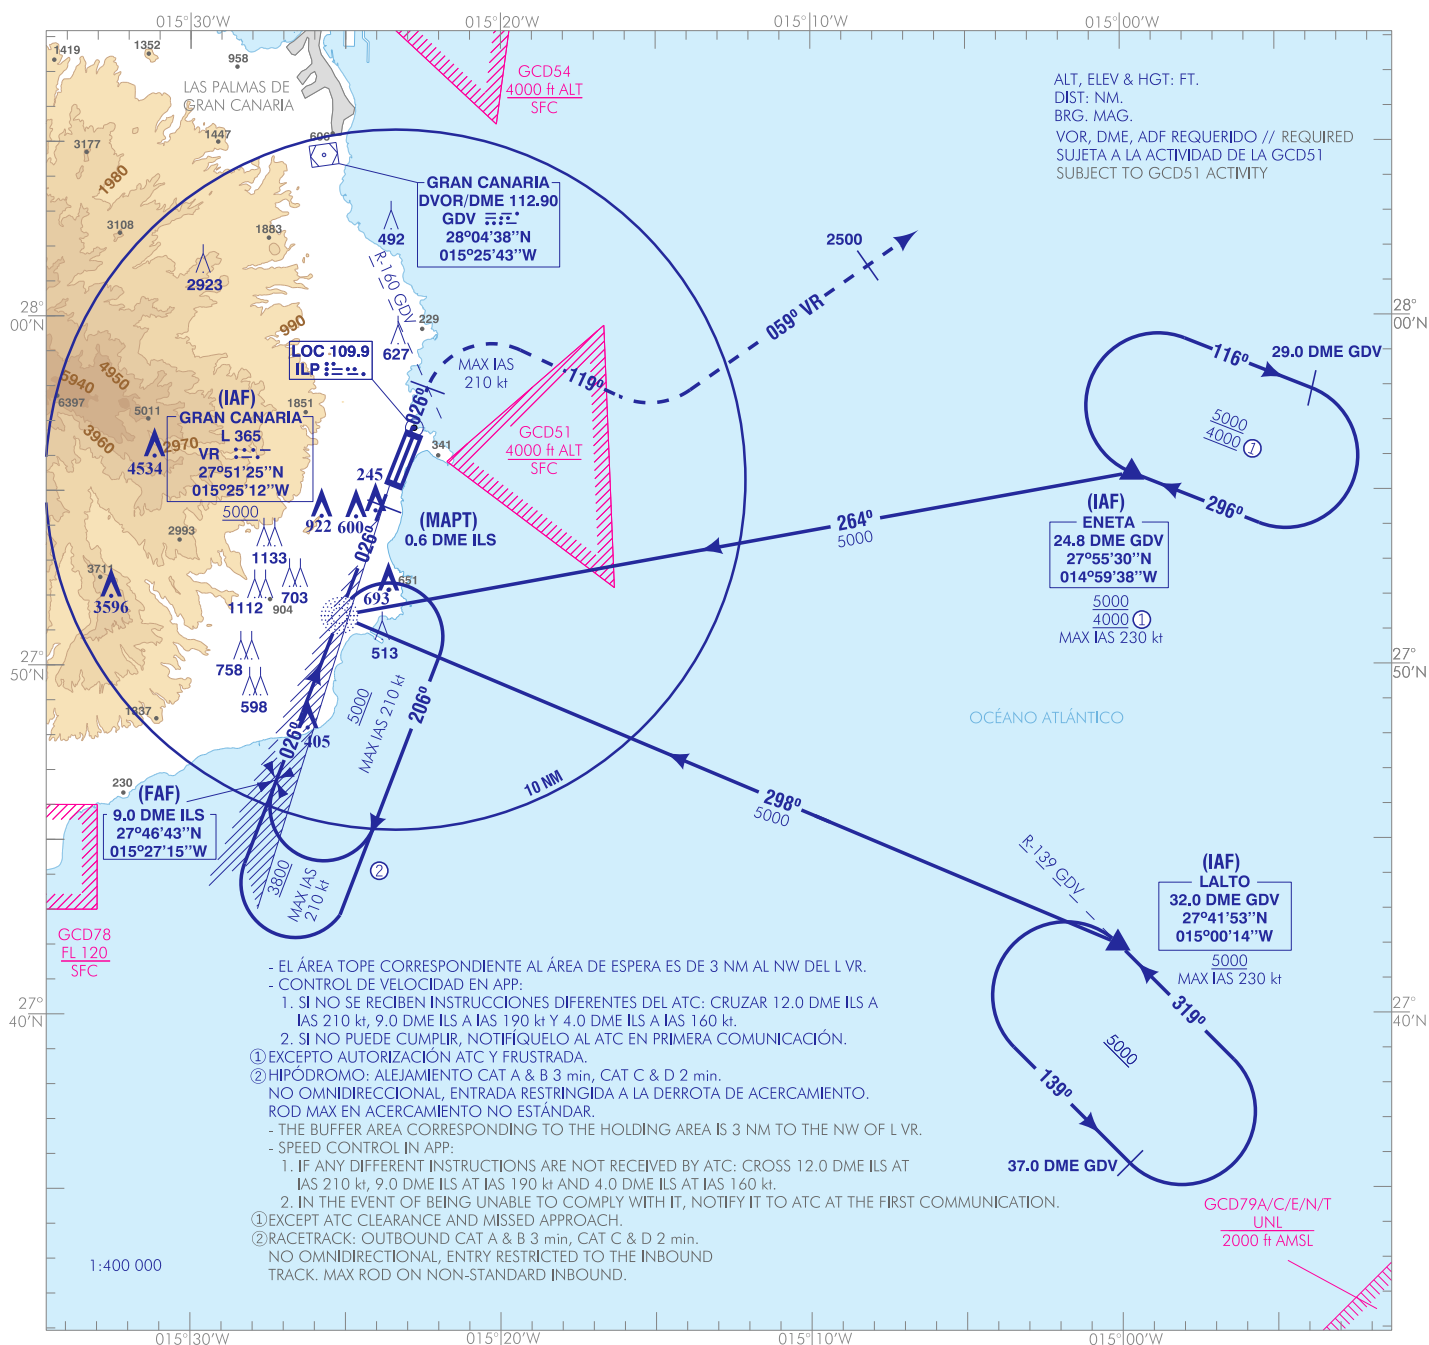 015°30'W
015°20'W
015°10'W
015°00'W
1419
1352
958
LAS PALMAS DE
GRAN CANARIA
GCD54
4000 ft ALT
SFC
ALT, ELEV & HGT: FT.
DIST: NM.
BRG. MAG.
VOR, DME, ADF REQUERIDO // REQUIRED
SUJETA A LA ACTIVIDAD DE LA GCD51
SUBJECT TO GCD51 ACTIVITY
606
1447
3177
1980
GRAN CANARIA
DVOR/DME 112.90
GDV
28°04'38''N
015°25'43''W
3108
1883
492
2923
R-160 GDV
2500
28°
00'N
28°
00'N
990
229
627
059º VR
LOC 109.9
ILP
MAX IAS
210 kt
119º
116º
29.0 DME GDV
5940
4950
6397
5011
3960
2970
1851
026º
(IAF)
GRAN CANARIA
L 365
VR
27°51'25''N
015°25'12''W
5000
4534
341
GCD51
4000 ft ALT
SFC
5000
4000 ①
245
922
600
(MAPT)
0.6 DME ILS
264º
5000
296º
(IAF)
ENETA
24.8 DME GDV
27°55'30''N
014°59'38''W
5000
4000 ①
MAX IAS 230 kt
2993
1133
026º
3711
3596
1112
904
703
693
651
513
758
598
27°
50'N
27°
50'N
5000
MAX IAS 210 kt
206º
1337
405
026º
OCÉANO ATLÁNTICO
230
(FAF)
9.0 DME ILS
27°46'43''N
015°27'15''W
10 NM
298º
5000
3800
MAX IAS
210 kt
②
R-139 GDV
(IAF)
LALTO
32.0 DME GDV
27°41'53''N
015°00'14''W
5000
MAX IAS 230 kt
GCD78
FL 120
SFC
27°
40'N
27°
40'N
319º
5000
139º
37.0 DME GDV
- EL ÁREA TOPE CORRESPONDIENTE AL ÁREA DE ESPERA ES DE 3 NM AL NW DEL L VR.
- CONTROL DE VELOCIDAD EN APP:
1. SI NO SE RECIBEN INSTRUCCIONES DIFERENTES DEL ATC: CRUZAR 12.0 DME ILS A
IAS 210 kt, 9.0 DME ILS A IAS 190 kt Y 4.0 DME ILS A IAS 160 kt.
2. SI NO PUEDE CUMPLIR, NOTIFÍQUELO AL ATC EN PRIMERA COMUNICACIÓN.
①EXCEPTO AUTORIZACIÓN ATC Y FRUSTRADA.
②HIPÓDROMO: ALEJAMIENTO CAT A & B 3 min, CAT C & D 2 min.
NO OMNIDIRECCIONAL, ENTRADA RESTRINGIDA A LA DERROTA DE ACERCAMIENTO.
ROD MAX EN ACERCAMIENTO NO ESTÁNDAR.
- THE BUFFER AREA CORRESPONDING TO THE HOLDING AREA IS 3 NM TO THE NW OF L VR.
- SPEED CONTROL IN APP:
1. IF ANY DIFFERENT INSTRUCTIONS ARE NOT RECEIVED BY ATC: CROSS 12.0 DME ILS AT
IAS 210 kt, 9.0 DME ILS AT IAS 190 kt AND 4.0 DME ILS AT IAS 160 kt.
2. IN THE EVENT OF BEING UNABLE TO COMPLY WITH IT, NOTIFY IT TO ATC AT THE FIRST COMMUNICATION.
①EXCEPT ATC CLEARANCE AND MISSED APPROACH.
②RACETRACK: OUTBOUND CAT A & B 3 min, CAT C & D 2 min.
NO OMNIDIRECTIONAL, ENTRY RESTRICTED TO THE INBOUND
TRACK. MAX ROD ON NON-STANDARD INBOUND.
GCD79A/C/E/N/T
UNL
2000 ft AMSL
1:400 000
015°30'W
015°20'W
015°10'W
015°00'W